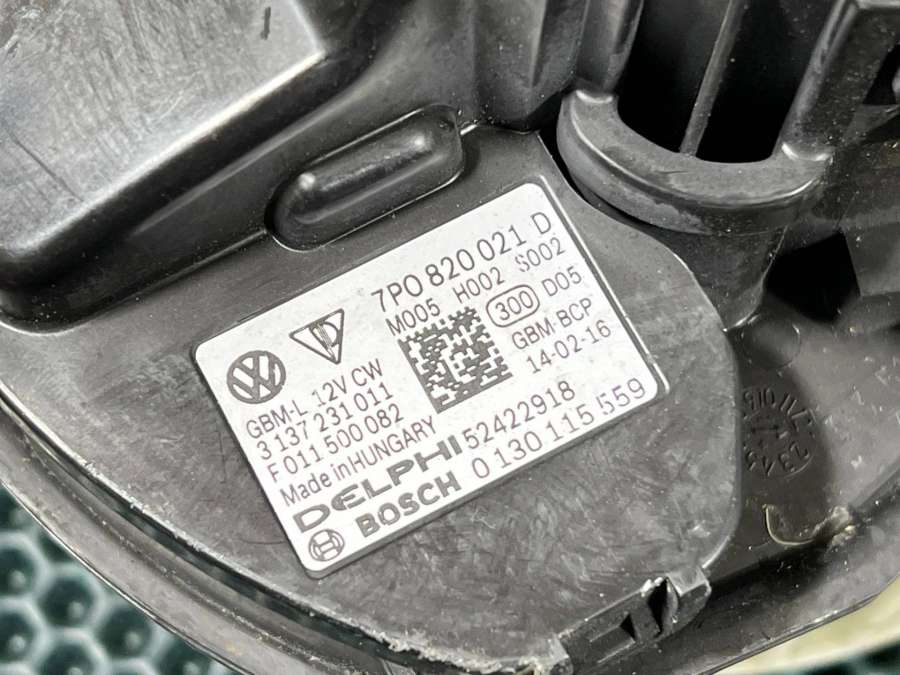 7P0 820 021 D
M005 H002 S002
300 D05
GBM-BCP
14-02-16
GBM-L 12V CW
3 137 231 011
F 011 500 082
Made in HUNGARY
DELPHI 52422918
BOSCH 0 130 115 559